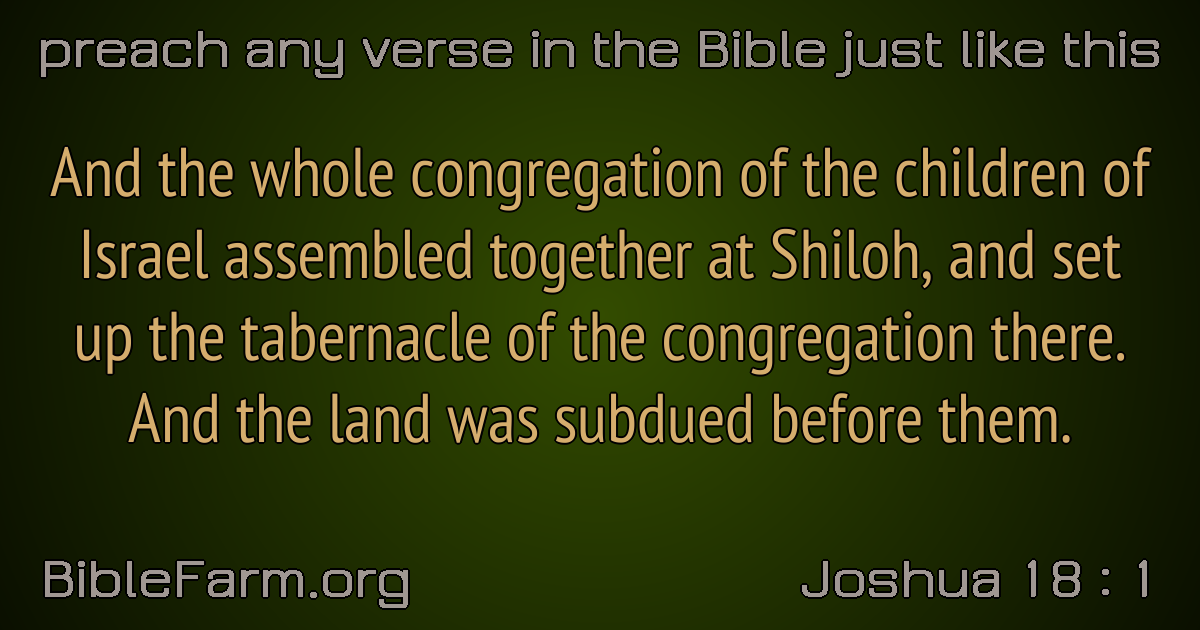 preach any verse in the Bible just like this
And the whole congregation of the children of
Israel assembled together at Shiloh, and set
up the tabernacle of the congregation there.
And the land was subdued before them.
BibleFarm.org
Joshua 18 : 1